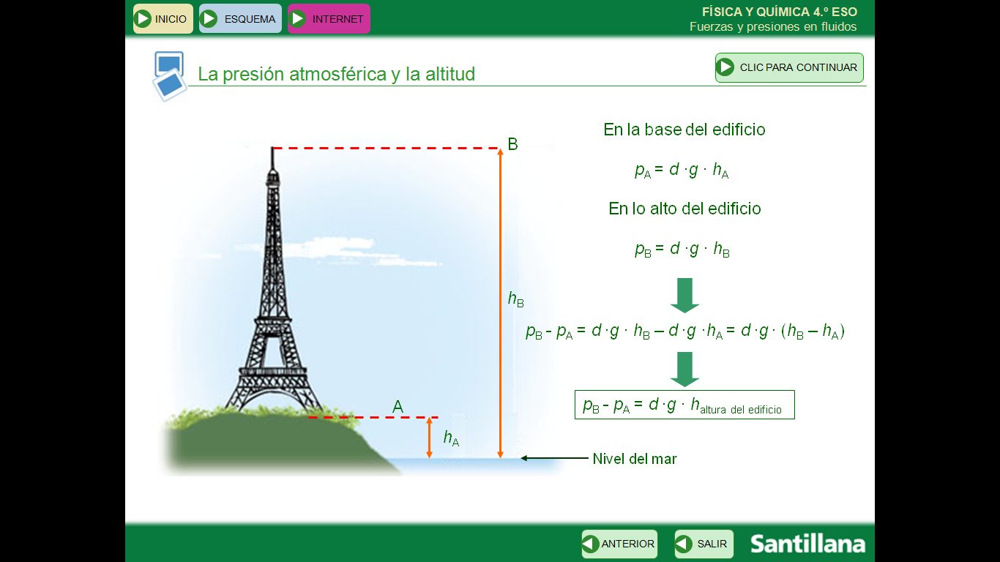 INICIO
ESQUEMA
INTERNET
FÍSICA Y QUÍMICA 4.º ESO
Fuerzas y presiones en fluidos
La presión atmosférica y la altitud
CLIC PARA CONTINUAR
En la base del edificio
pA = d ·g · hA
En lo alto del edificio
pB = d ·g · hB
pB - pA = d ·g · hB – d ·g ·hA = d ·g · (hB – hA)
pB - pA = d ·g · haltura del edificio
B
hB
A
hA
Nivel del mar
ANTERIOR
SALIR
Santillana